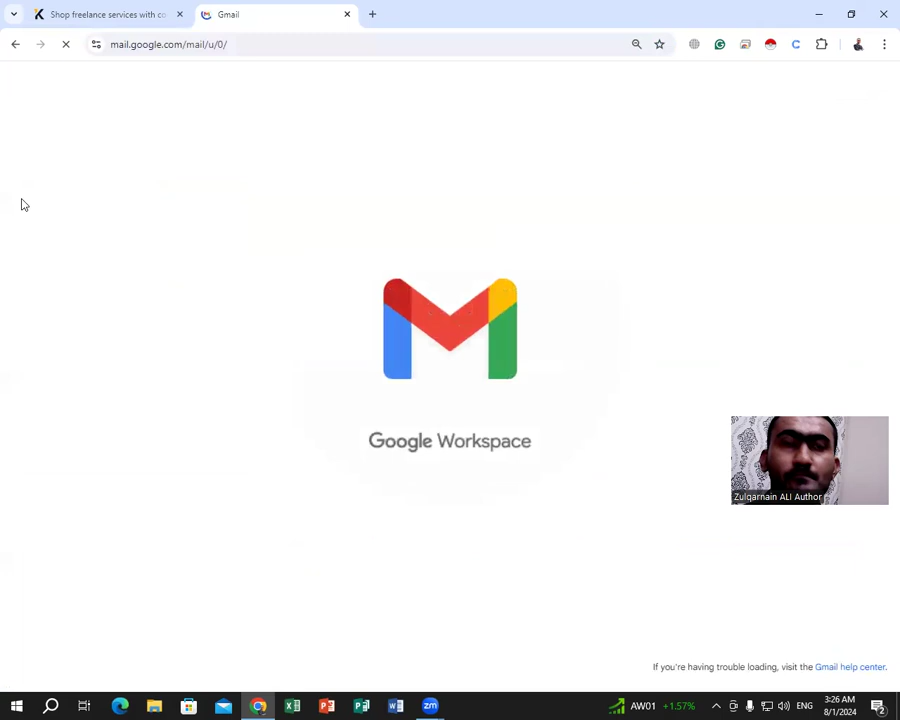 Shop freelance services with co
Gmail
mail.google.com/mail/u/0/
Google Workspace
Zulqarnain ALI Author
If you're having trouble loading, visit the Gmail help center.
AW01 +1.57%
ENG
3:26 AM
8/1/2024
2